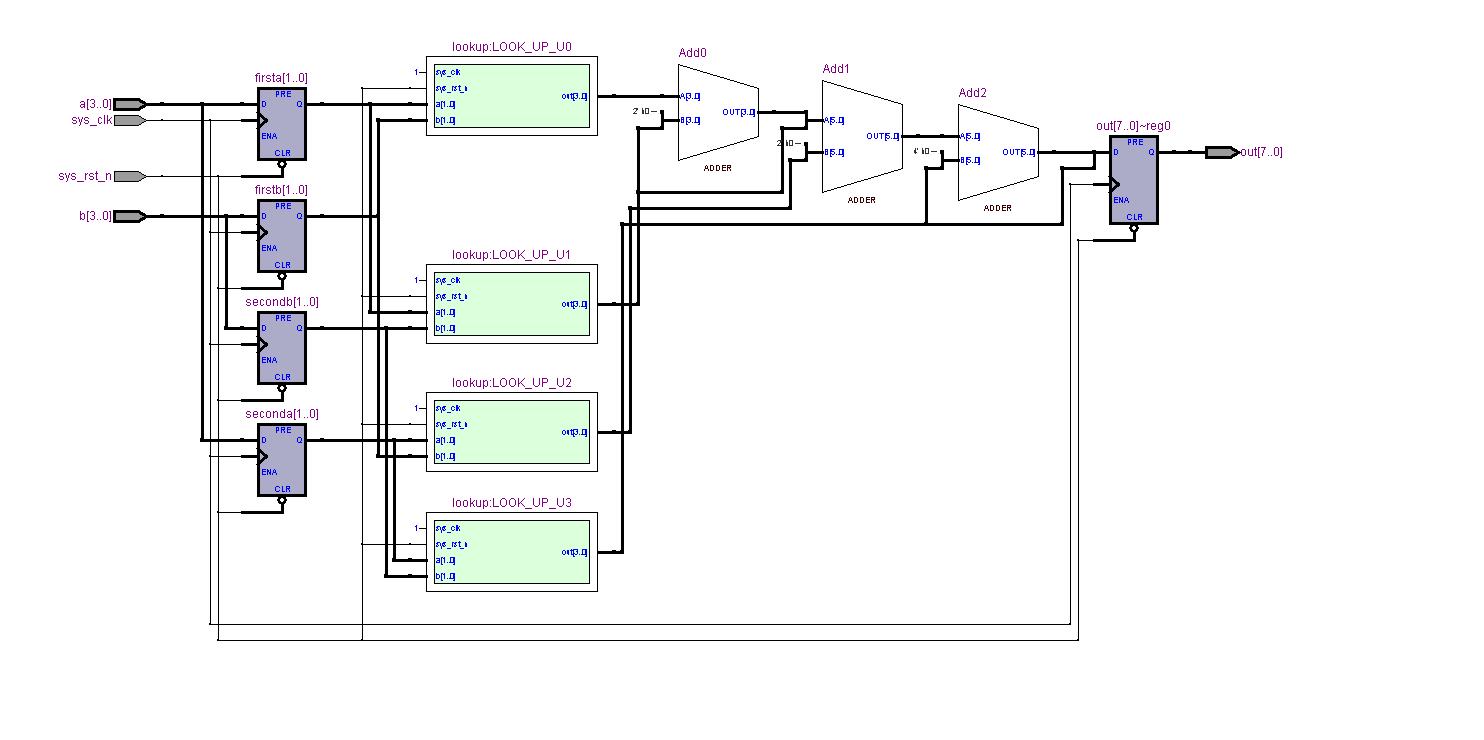 lookup:LOOK_UP_U0
1 sys_clk
sys_rst_n
a[1..0]
b[1..0]
out[3..0]
Add0
A[3..0]
B[3..0]
OUT[3..0]
2' h0
ADDER
Add1
A[5..0]
B[5..0]
OUT[5..0]
2' h0
ADDER
Add2
A[5..0]
B[5..0]
OUT[5..0]
4' h0
ADDER
out[7..0]~reg0
PRE
D Q
ENA
CLR
out[7..0]
a[3..0]
sys_clk
sys_rst_n
b[3..0]
firsta[1..0]
PRE
D Q
ENA
CLR
firstb[1..0]
PRE
D Q
ENA
CLR
secondb[1..0]
PRE
D Q
ENA
CLR
seconda[1..0]
PRE
D Q
ENA
CLR
lookup:LOOK_UP_U1
1 sys_clk
sys_rst_n
a[1..0]
b[1..0]
out[3..0]
lookup:LOOK_UP_U2
1 sys_clk
sys_rst_n
a[1..0]
b[1..0]
out[3..0]
lookup:LOOK_UP_U3
1 sys_clk
sys_rst_n
a[1..0]
b[1..0]
out[3..0]